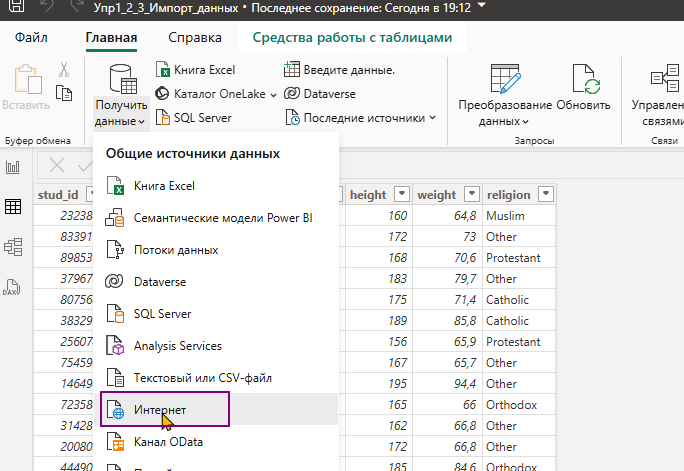 Упр1_2_3_Импорт_данных • Последнее сохранение: Сегодня в 19:12
Файл Главная Справка Средства работы с таблицами
Вставить
Буфер обмена
Получить данные
Книга Excel
Каталог OneLake
SQL Server
Введите данные.
Dataverse
Последние источники
Преобразование данных
Обновить
Запросы
Управлен
связями
Связи
Общие источники данных
Книга Excel
Семантические модели Power BI
Потоки данных
Dataverse
SQL Server
Analysis Services
Текстовый или CSV-файл
Интернет
Канал OData
DAX
stud_id height weight religion
23238 160 64,8 Muslim
83391 172 73 Other
89853 168 70,6 Protestant
37967 183 79,7 Other
80756 175 71,4 Catholic
38329 189 85,8 Catholic
25607 156 65,9 Protestant
75459 167 65,7 Other
14649 195 94,4 Other
72358 165 66 Orthodox
31428 162 66,8 Other
20080 172 66,8 Other
44490 185 84,6 Orthodox